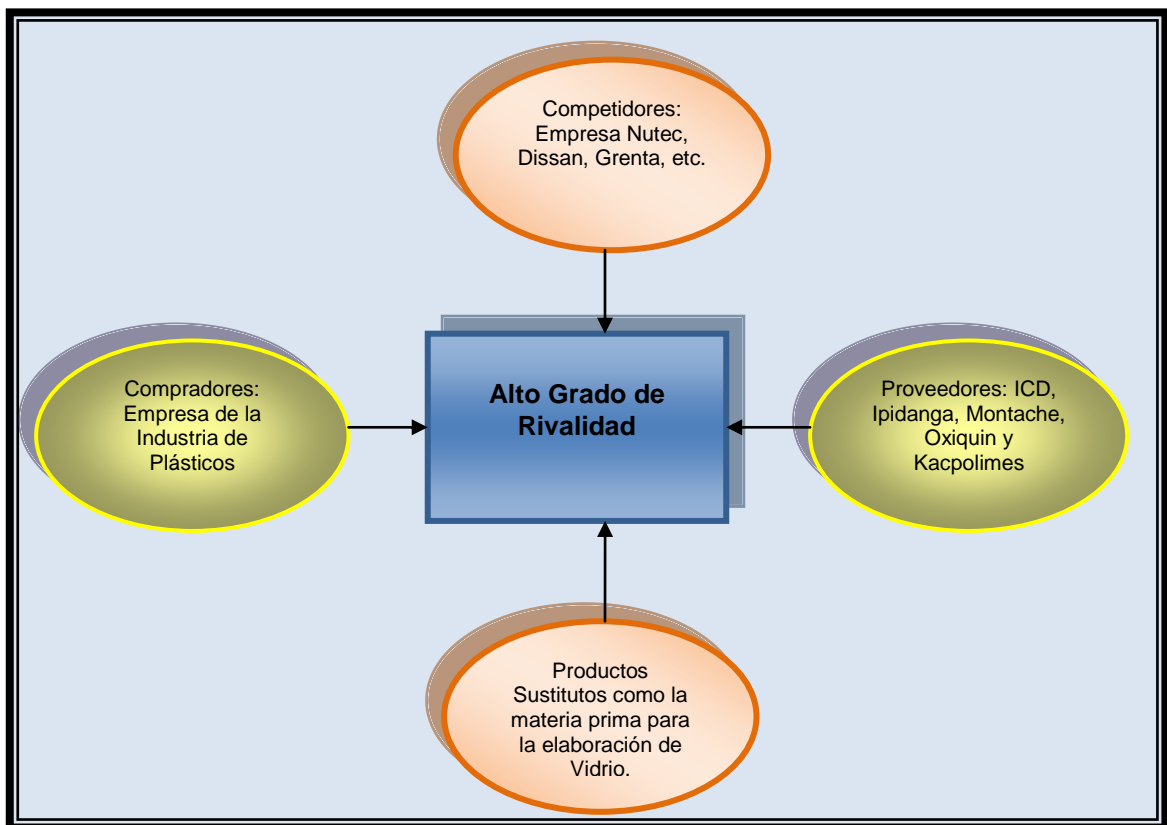 Competidores:
Empresa Nutec,
Dissan, Grenta, etc.
Compradores:
Empresa de la
Industria de
Plásticos
Alto Grado de
Rivalidad
Proveedores: ICD,
Ipidanga, Montache,
Oxiquin y
Kacpolimes
Productos
Sustitutos como la
materia prima para
la elaboración de
Vidrio.